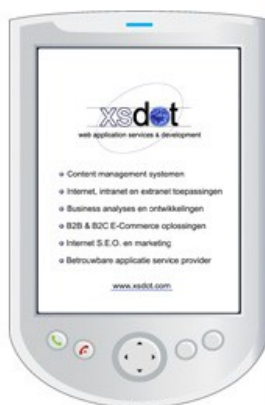 xsdot
web application services & development
Content management systemen
Internet, intranet en extranet toepassingen
Business analyses en ontwikkelingen
B2B & B2C E-Commerce oplossingen
Internet S.E.O. en marketing
Betrouwbare applicatie service provider
www.xsdot.com